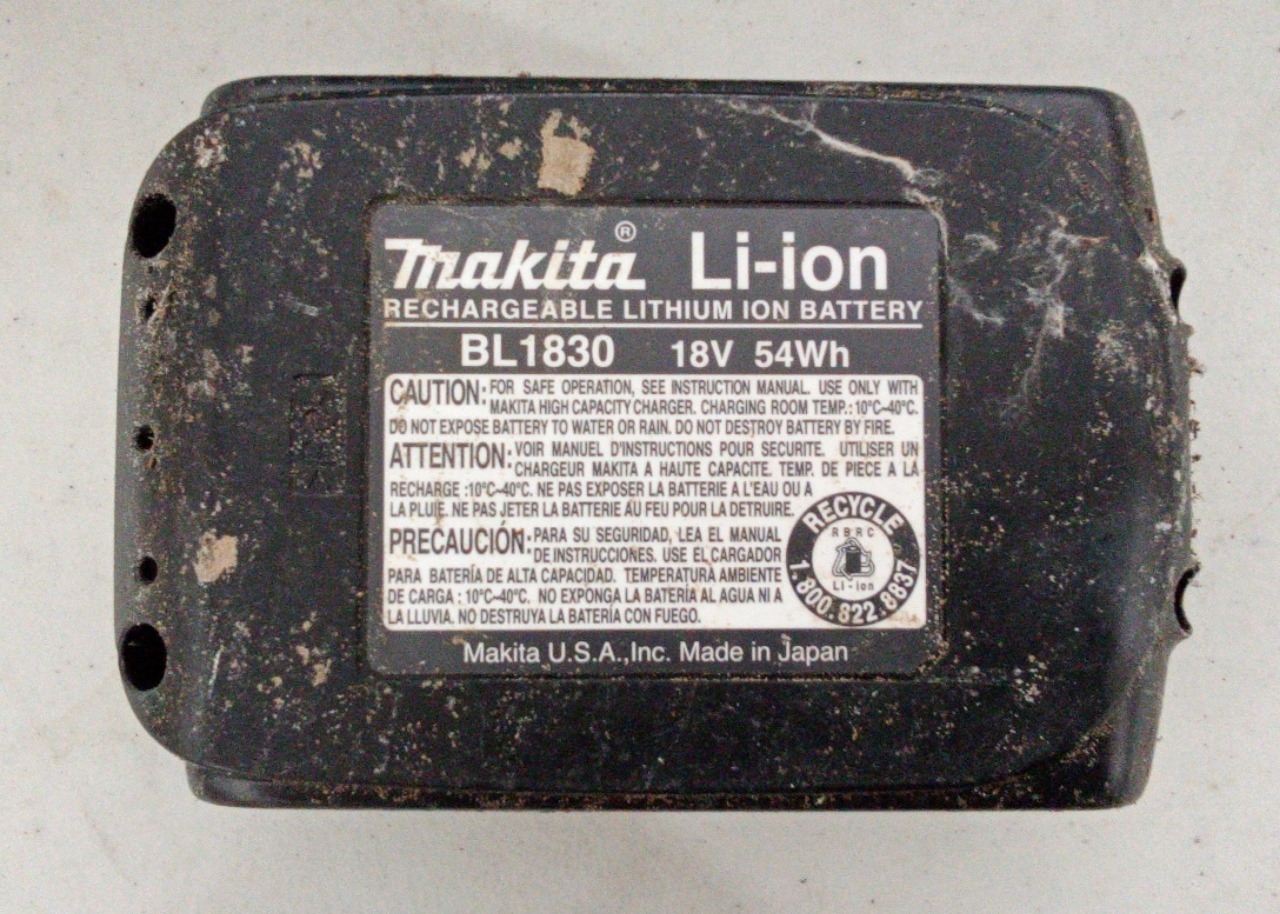 Makita® Li-ion
RECHARGEABLE LITHIUM ION BATTERY
BL1830 18V 54Wh
CAUTION: FOR SAFE OPERATION, SEE INSTRUCTION MANUAL. USE ONLY WITH
MAKITA HIGH CAPACITY CHARGER. CHARGING ROOM TEMP.: 10°C~40°C.
DO NOT EXPOSE BATTERY TO WATER OR RAIN. DO NOT DESTROY BATTERY BY FIRE.
ATTENTION: VOIR MANUEL D'INSTRUCTIONS POUR SECURITE. UTILISER UN
CHARGEUR MAKITA A HAUTE CAPACITE. TEMP. DE PIECE A LA
RECHARGE :10°C~40°C. NE PAS EXPOSER LA BATTERIE A L'EAU OU A
LA PLUIE. NE PAS JETER LA BATTERIE AU FEU POUR LA DETRUIRE.
PRECAUCIÓN: PARA SU SEGURIDAD, LEA EL MANUAL
DE INSTRUCCIONES. USE EL CARGADOR
PARA BATERÍA DE ALTA CAPACIDAD. TEMPERATURA AMBIENTE
DE CARGA : 10°C~40°C. NO EXPONGA LA BATERÍA AL AGUA NI A
LA LLUVIA. NO DESTRUYA LA BATERÍA CON FUEGO.
RECYCLE
RBRC
Li-ion
1.800.822.8837
Makita U.S.A.,Inc. Made in Japan